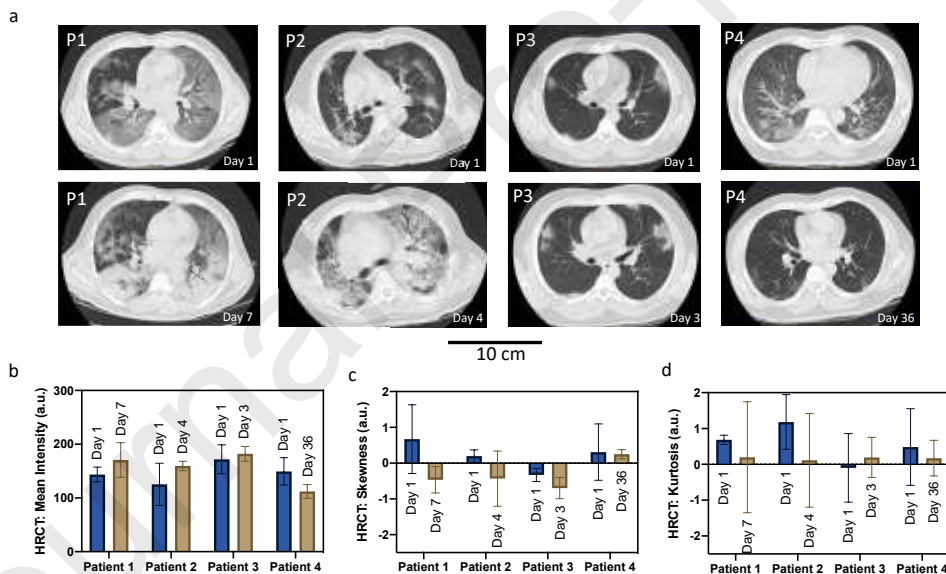 a
P1
P2
P3
P4
Day 1
Day 1
Day 1
Day 1
P1
P2
P3
P4
Day 7
Day 4
Day 3
Day 36
10 cm
b
HRCT: Mean Intensity (a.u.)
300
200
100
0
Day 1
Day 7
Day 1
Day 4
Day 1
Day 3
Day 1
Day 36
Patient 1
Patient 2
Patient 3
Patient 4
c
HRCT: Skewness (a.u.)
2
1
0
-1
-2
Day 1
Day 7
Day 1
Day 4
Day 1
Day 3
Day 1
Day 36
Patient 1
Patient 2
Patient 3
Patient 4
d
HRCT: Kurtosis (a.u.)
2
1
0
-1
-2
Day 1
Day 7
Day 1
Day 4
Day 1
Day 3
Day 1
Day 36
Patient 1
Patient 2
Patient 3
Patient 4